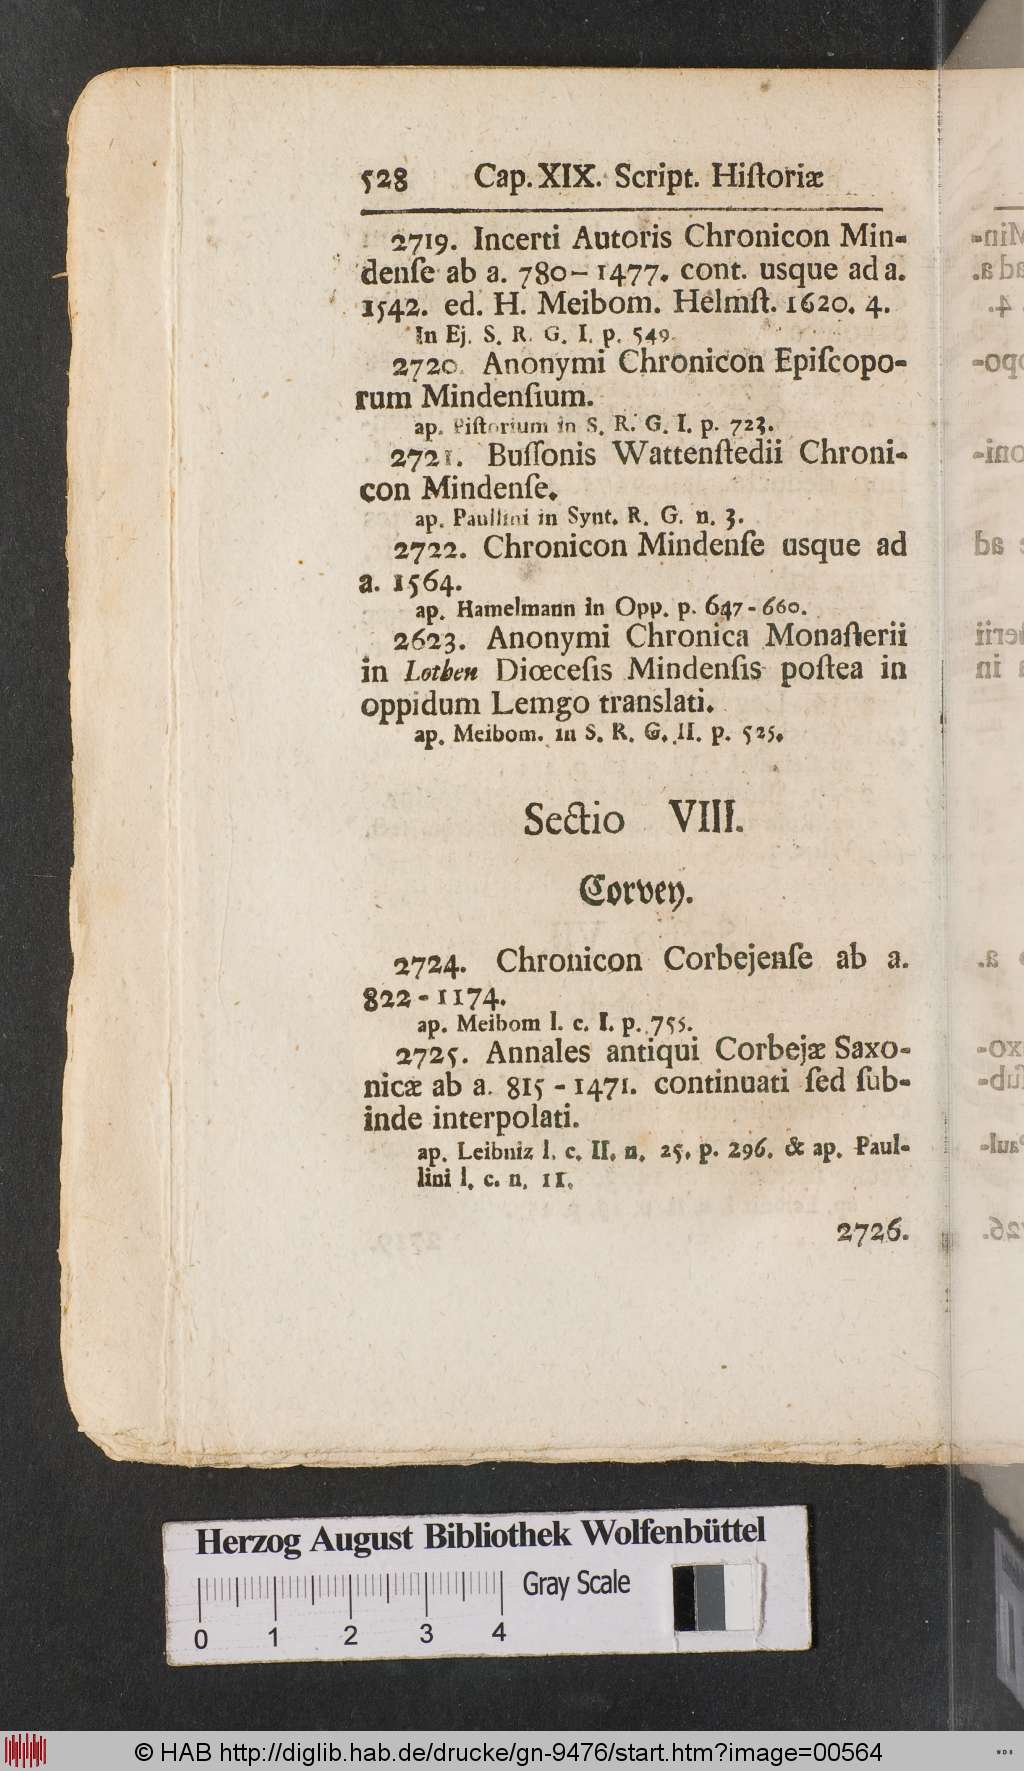 528 Cap. XIX. Script. Hiſtoriæ
2719. Incerti Autoris Chronicon Min-
denſe ab a. 780-1477. cont. usque ad a.
1542. ed. H. Meibom. Helmſt. 1620. 4.
In Ej. S. R. G. I. p. 549.
2720. Anonymi Chronicon Epiſcopo-
rum Mindenſium.
ap. Piſtorium in S. R. G. I. p. 723.
2721. Buſſonis Wattenſtedii Chroni-
con Mindenſe.
ap. Paullini in Synt. R. G. n. 3.
2722. Chronicon Mindenſe usque ad
a. 1564.
ap. Hamelmann in Opp. p. 647-660.
2623. Anonymi Chronica Monaſterii
in Lothen Diœceſis Mindenſis poſtea in
oppidum Lemgo translati.
ap. Meibom. in S. R. G. II. p. 525.
Sectio VIII.
Corvey.
2724. Chronicon Corbejenſe ab a.
822-1174.
ap. Meibom l. c. I. p. 755.
2725. Annales antiqui Corbejæ Saxo-
nicæ ab a. 815-1471. continuati ſed ſub-
inde interpolati.
ap. Leibniz l. c. II. n. 25. p. 296. & ap. Paul-
lini l. c. n. 11.
2726.
Herzog August Bibliothek Wolfenbüttel
Gray Scale
0 1 2 3 4
© HAB http://diglib.hab.de/drucke/gn-9476/start.htm?image=00564